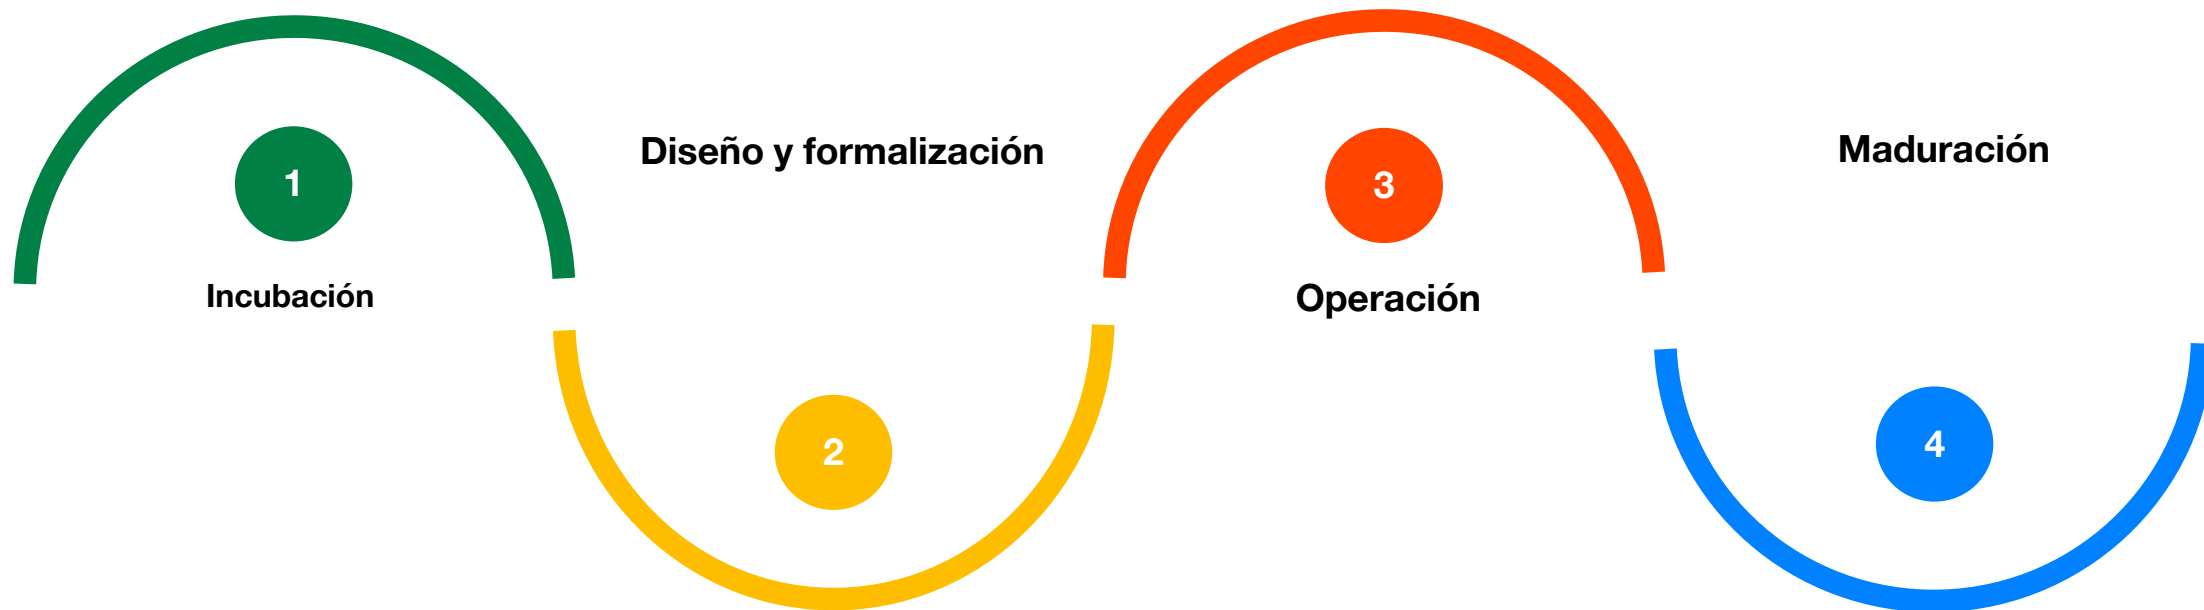 1
Incubación
Diseño y formalización
2
3
Operación
Maduración
4